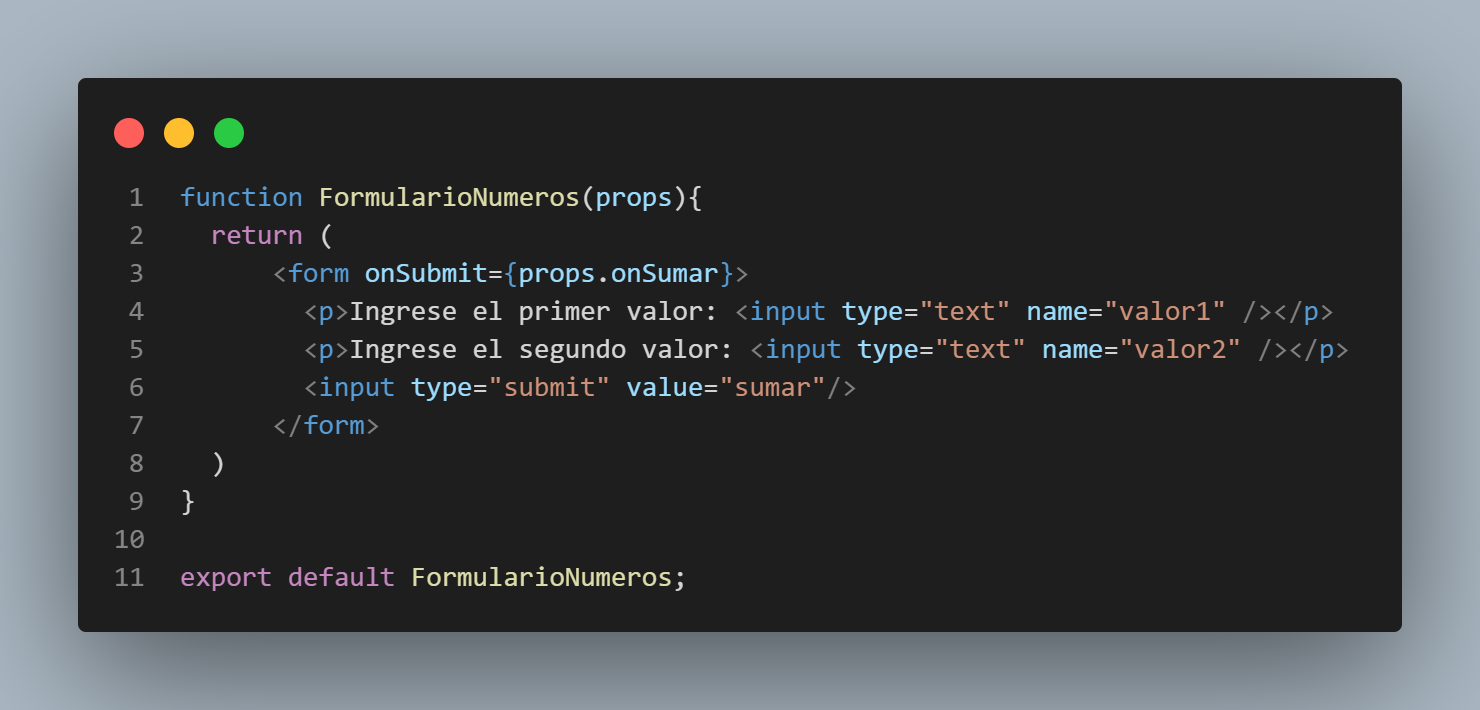 1 function FormularioNumeros(props){
2   return (
3       <form onSubmit={props.onSumar}>
4         <p>Ingrese el primer valor: <input type="text" name="valor1" /></p>
5         <p>Ingrese el segundo valor: <input type="text" name="valor2" /></p>
6         <input type="submit" value="sumar"/>
7       </form>
8   )
9 }
10
11 export default FormularioNumeros;